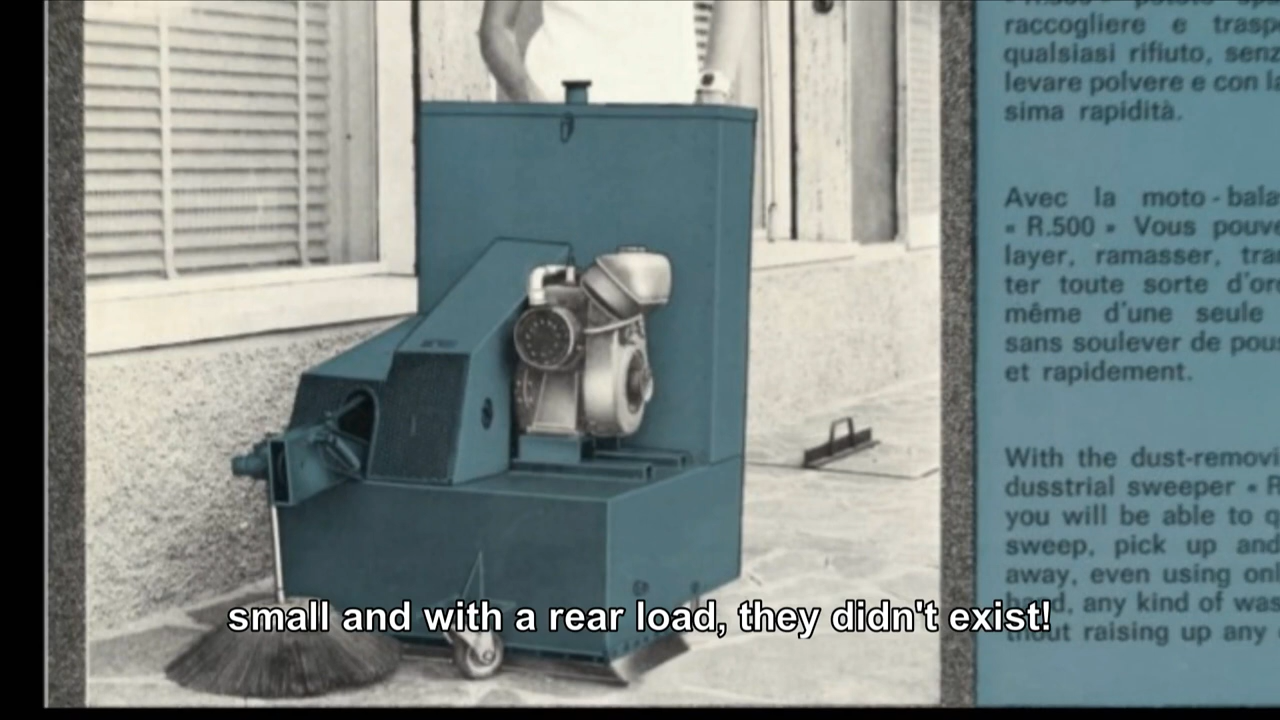 raccogliere e trasp
qualsiasi rifiuto, senz
levare polvere e con la
sima rapidità.
Avec la moto-bala
« R.500 » Vous pouve
layer, ramasser, tra
ter toute sorte d'or
même d'une seule
sans soulever de pous
et rapidement.
With the dust-removi
dusstrial sweeper « R
you will be able to q
sweep, pick up and
away, even using onl
hand, any kind of was
thout raising up any
small and with a rear load, they didn't exist!